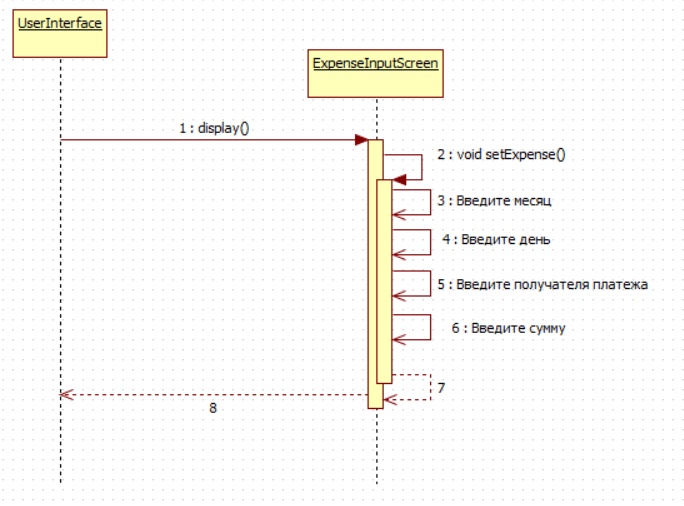 UserInterface
ExpenseInputScreen
1 : display()
2 : void setExpense()
3 : Введите месяц
4 : Введите день
5 : Введите получателя платежа
6 : Введите сумму
7
8